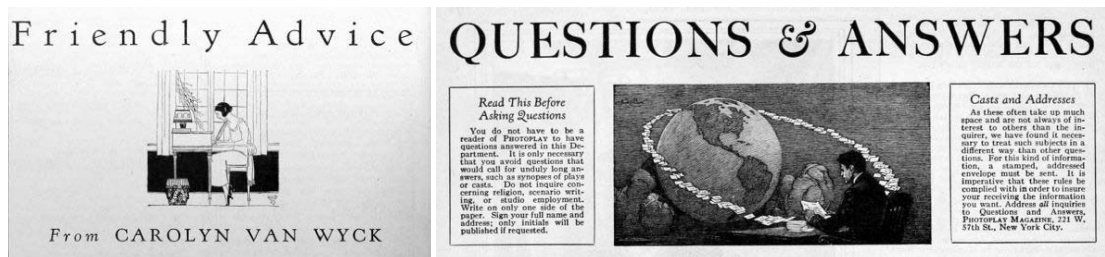 Friendly Advice
From CAROLYN VAN WYCK
QUESTIONS & ANSWERS
Read This Before
Asking Questions
You do not have to be a
reader of PHOTOPLAY to have
questions answered in this De-
partment. It is only necessary
that you avoid questions that
would call for unduly long an-
swers, such as synopses of plays
or casts. Do not inquire con-
cerning religion, scenario writ-
ing, or studio employment.
Write on only one side of the
paper. Sign your full name and
address; only initials will be
published if requested.
Casts and Addresses
As these often take up much
space and are not always of in-
terest to others than the in-
quirer, we have found it neces-
sary to treat such subjects in a
different way than other ques-
tions. For this kind of informa-
tion, a stamped, addressed
envelope must be sent. It is
imperative that these rules be
complied with in order to insure
your receiving the information
you want. Address all inquiries
to Questions and Answers,
PHOTOPLAY MAGAZINE, 221 W.
57th St., New York City.